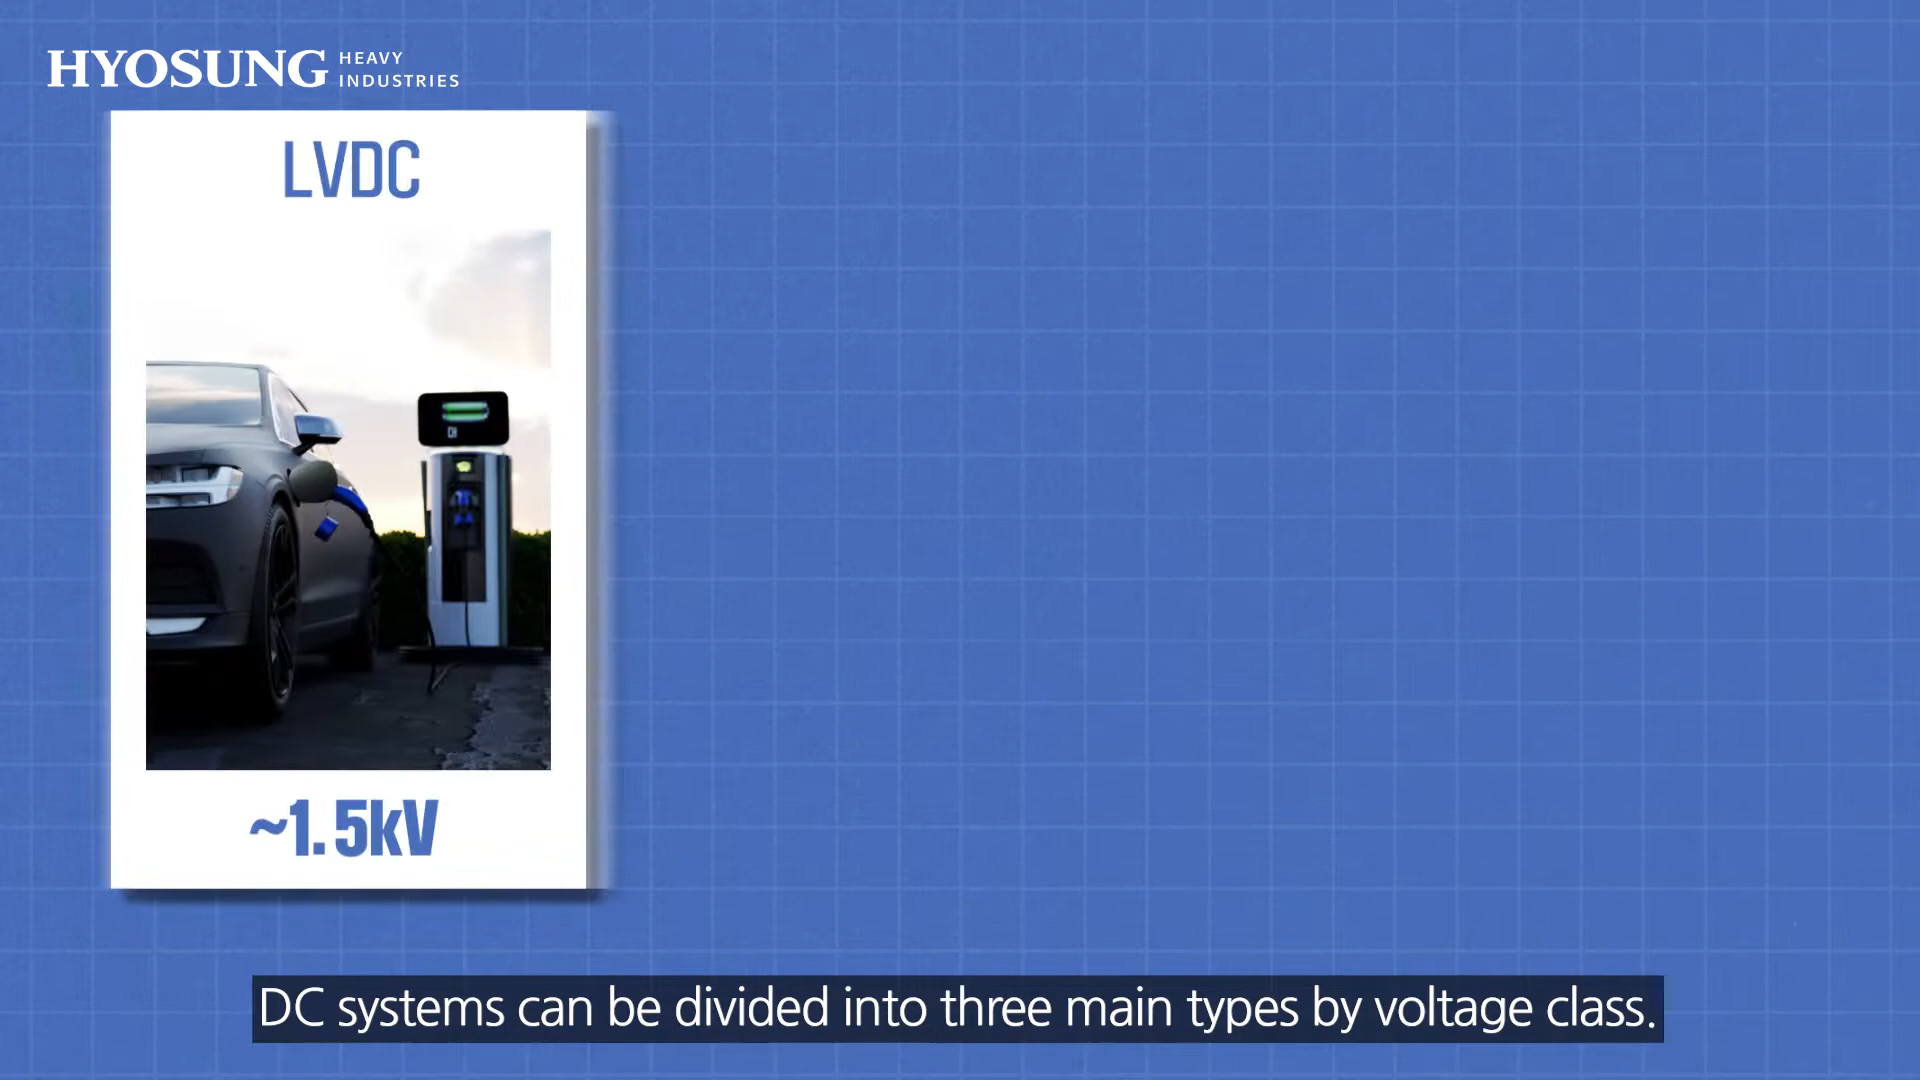 HYOSUNG HEAVY INDUSTRIES
LVDC
~1.5kV
DC systems can be divided into three main types by voltage class.